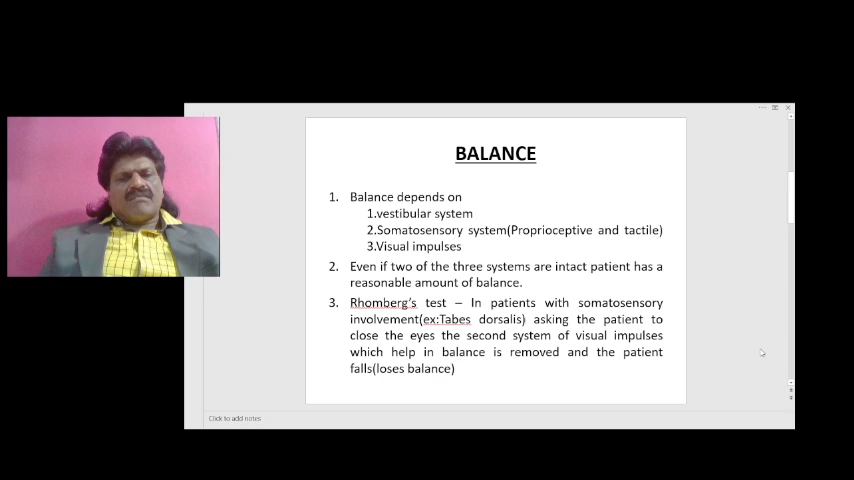 BALANCE
1. Balance depends on
1.vestibular system
2.Somatosensory system(Proprioceptive and tactile)
3.Visual impulses
2. Even if two of the three systems are intact patient has a
reasonable amount of balance.
3. Rhomberg's test – In patients with somatosensory
involvement(ex:Tabes dorsalis) asking the patient to
close the eyes the second system of visual impulses
which help in balance is removed and the patient
falls(loses balance)
Click to add notes